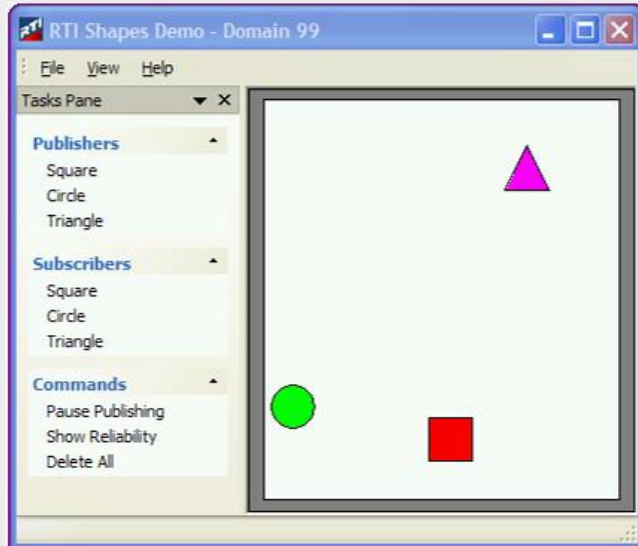 RTI RTI Shapes Demo - Domain 99
File View Help
Tasks Pane
Publishers
Square
Circle
Triangle
Subscribers
Square
Circle
Triangle
Commands
Pause Publishing
Show Reliability
Delete All